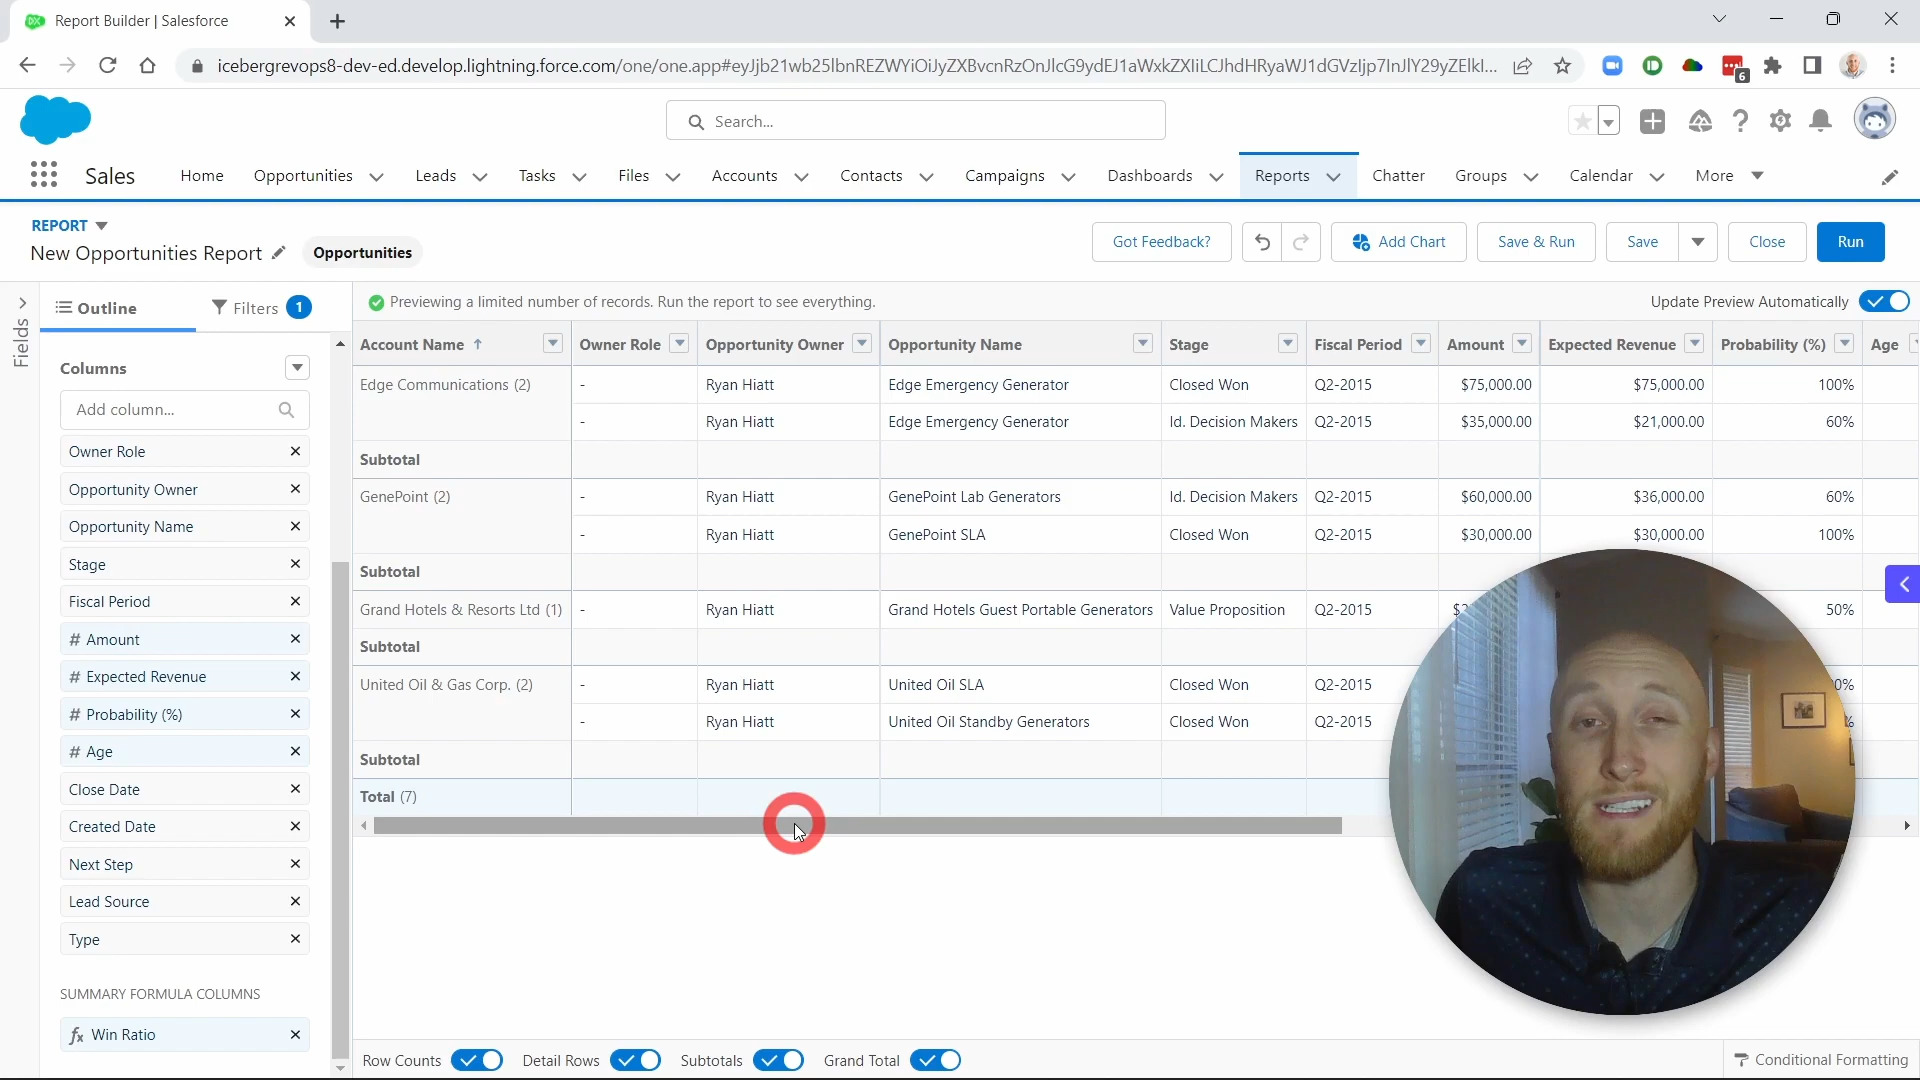 Report Builder | Salesforce
icebergrevops8-dev-ed.develop.lightning.force.com/one/one.app#eyJjb21wb25lbnREZWYiOiJyZXBvcnRzOnJlcG9ydEJ1aWxkZXIiLCJhdHRyaWJ1dGVzIjp7InJlY29yZElkI...
6
Search...
Sales
Home
Opportunities
Leads
Tasks
Files
Accounts
Contacts
Campaigns
Dashboards
Reports
Chatter
Groups
Calendar
More
REPORT
New Opportunities Report
Opportunities
Got Feedback?
Add Chart
Save & Run
Save
Close
Run
Fields
Outline
Filters 1
Previewing a limited number of records. Run the report to see everything.
Update Preview Automatically
Columns
Add column...
Owner Role
Opportunity Owner
Opportunity Name
Stage
Fiscal Period
# Amount
# Expected Revenue
# Probability (%)
# Age
Close Date
Created Date
Next Step
Lead Source
Type
SUMMARY FORMULA COLUMNS
fx Win Ratio
Account Name ↑ Owner Role Opportunity Owner Opportunity Name Stage Fiscal Period Amount Expected Revenue Probability (%) Age
Edge Communications (2) - Ryan Hiatt Edge Emergency Generator Closed Won Q2-2015 $75,000.00 $75,000.00 100%
- Ryan Hiatt Edge Emergency Generator Id. Decision Makers Q2-2015 $35,000.00 $21,000.00 60%
Subtotal
GenePoint (2) - Ryan Hiatt GenePoint Lab Generators Id. Decision Makers Q2-2015 $60,000.00 $36,000.00 60%
- Ryan Hiatt GenePoint SLA Closed Won Q2-2015 $30,000.00 $30,000.00 100%
Subtotal
Grand Hotels & Resorts Ltd (1) - Ryan Hiatt Grand Hotels Guest Portable Generators Value Proposition Q2-2015 50%
Subtotal
United Oil & Gas Corp. (2) - Ryan Hiatt United Oil SLA Closed Won Q2-2015
- Ryan Hiatt United Oil Standby Generators Closed Won Q2-2015
Subtotal
Total (7)
Row Counts
Detail Rows
Subtotals
Grand Total
Conditional Formatting